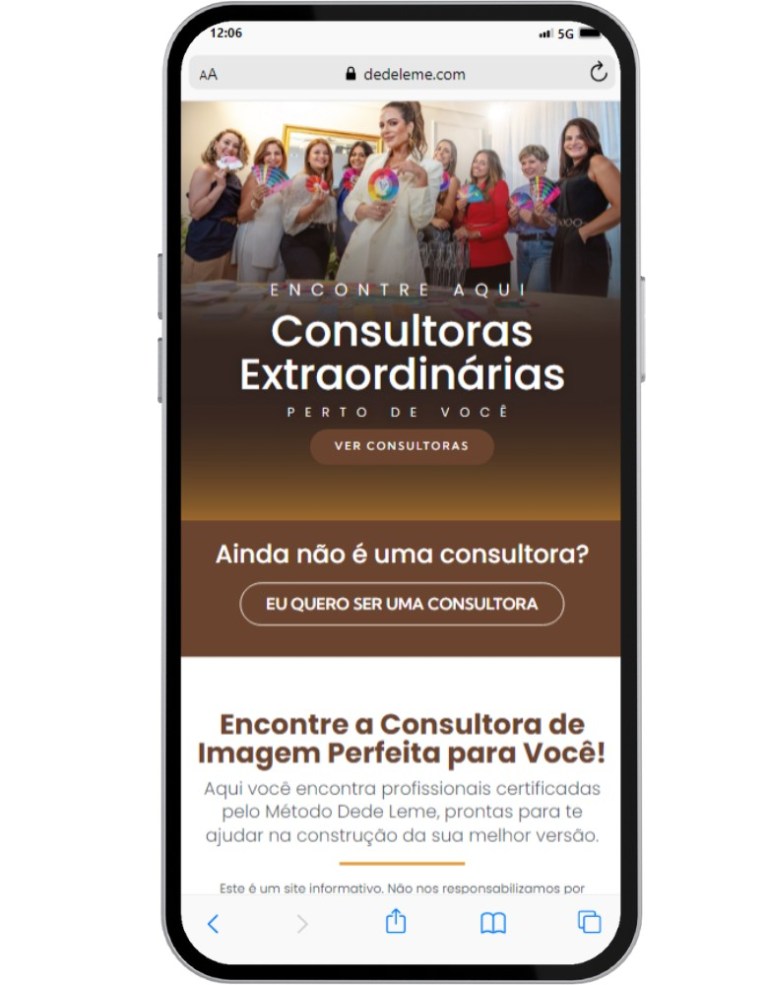 12:06
5G
AA
dedeleme.com
ENCONTRE AQUI
Consultoras
Extraordinárias
PERTO DE VOCÊ
VER CONSULTORAS
Ainda não é uma consultora?
EU QUERO SER UMA CONSULTORA
Encontre a Consultora de
Imagem Perfeita para Você!
Aqui você encontra profissionais certificadas
pelo Método Dede Leme, prontas para te
ajudar na construção da sua melhor versão.
Este é um site informativo. Não nos responsabilizamos por